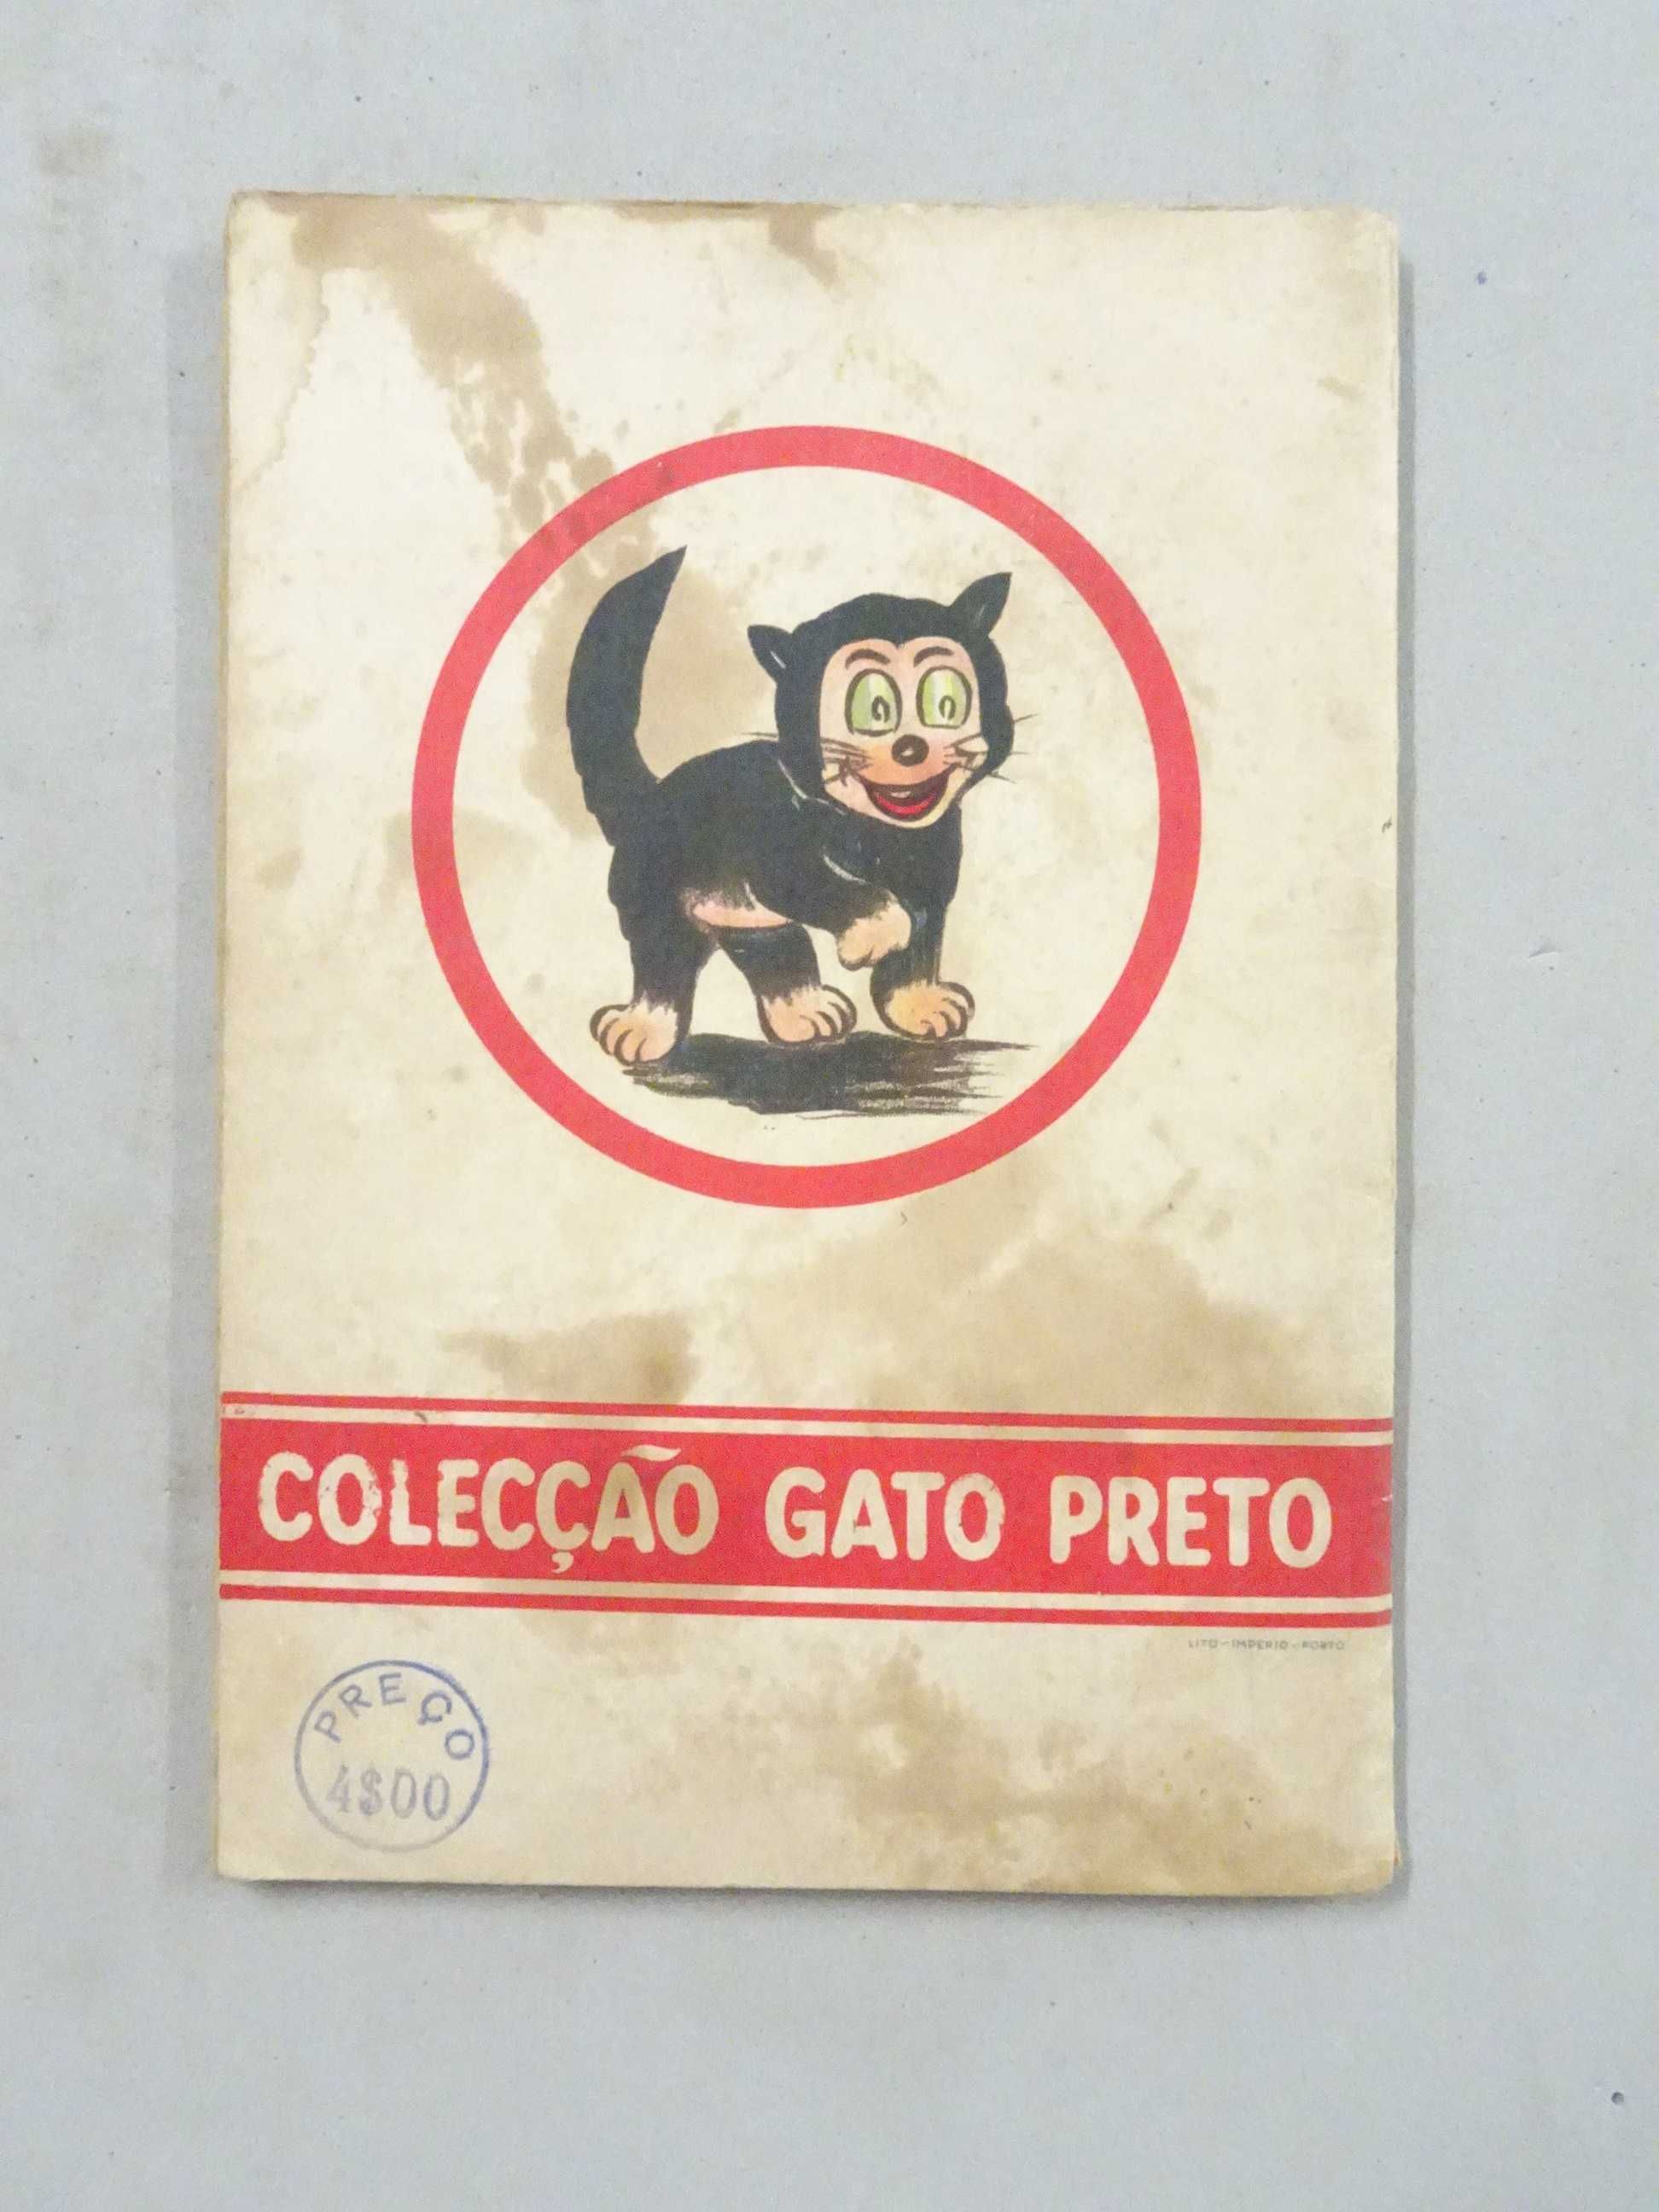 COLECÇÃO GATO PRETO
LITO-IMPERIO-PORTO
PREÇO
4$00